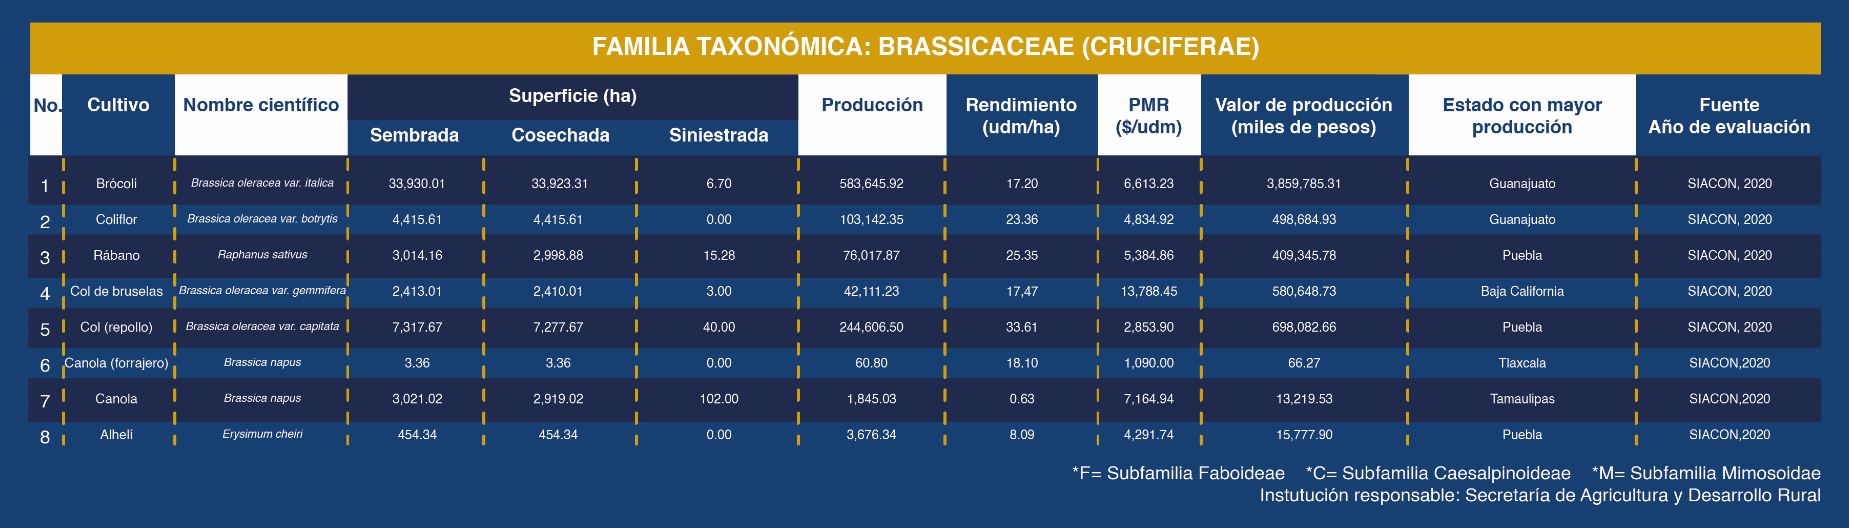 FAMILIA TAXONÓMICA: BRASSICACEAE (CRUCIFERAE)
No. Cultivo Nombre científico Superficie (ha) Producción Rendimiento (udm/ha) PMR ($/udm) Valor de producción (miles de pesos) Estado con mayor producción Fuente Año de evaluación
Sembrada Cosechada Siniestrada
1 Brócoli Brassica oleracea var. italica 33,930.01 33,923.31 6.70 583,645.92 17.20 6,613.23 3,859,785.31 Guanajuato SIACON, 2020
2 Coliflor Brassica oleracea var. botrytis 4,415.61 4,415.61 0.00 103,142.35 23.36 4,834.92 498,684.93 Guanajuato SIACON, 2020
3 Rábano Raphanus sativus 3,014.16 2,998.88 15.28 76,017.87 25.35 5,384.86 409,345.78 Puebla SIACON, 2020
4 Col de bruselas Brassica oleracea var. gemmifera 2,413.01 2,410.01 3.00 42,111.23 17,47 13,788.45 580,648.73 Baja California SIACON, 2020
5 Col (repollo) Brassica oleracea var. capitata 7,317.67 7,277.67 40.00 244,606.50 33.61 2,853.90 698,082.66 Puebla SIACON, 2020
6 Canola (forrajero) Brassica napus 3.36 3.36 0.00 60.80 18.10 1,090.00 66.27 Tlaxcala SIACON,2020
7 Canola Brassica napus 3,021.02 2,919.02 102.00 1,845.03 0.63 7,164.94 13,219.53 Tamaulipas SIACON,2020
8 Alhelí Erysimum cheiri 454.34 454.34 0.00 3,676.34 8.09 4,291.74 15,777.90 Puebla SIACON,2020
*F= Subfamilia Faboideae *C= Subfamilia Caesalpinoideae *M= Subfamilia Mimosoidae
Instutución responsable: Secretaría de Agricultura y Desarrollo Rural